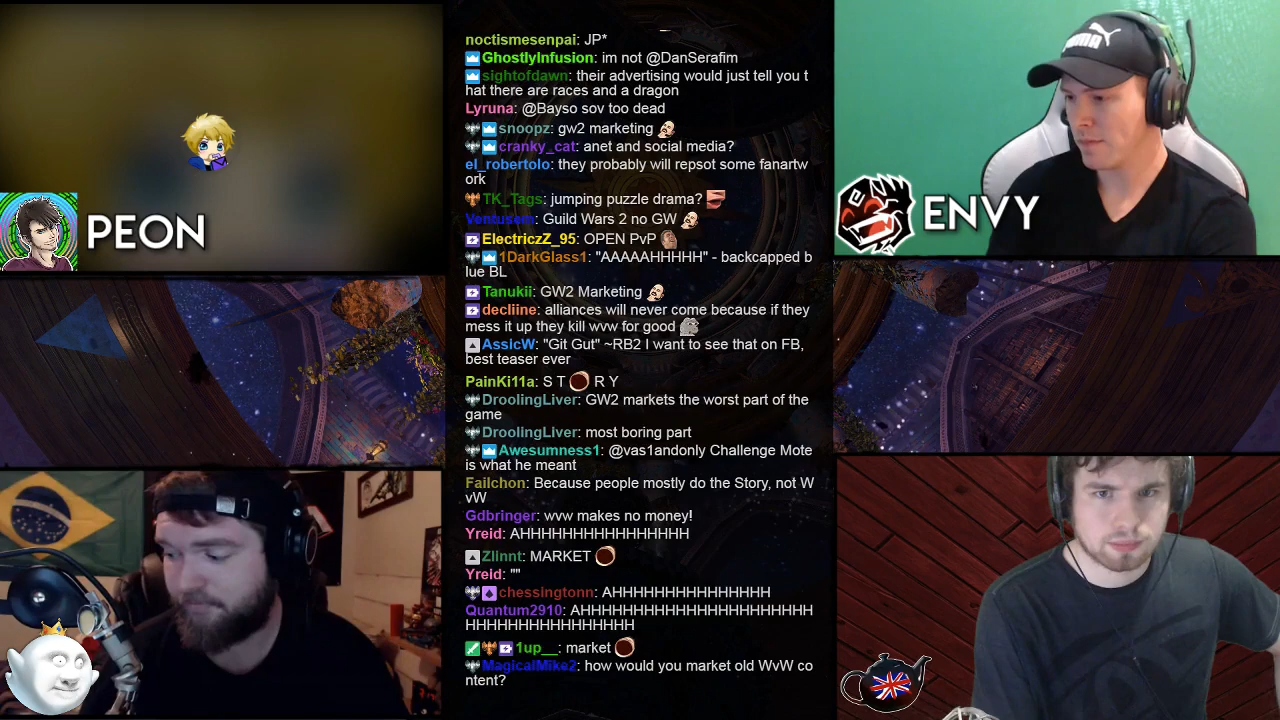 PEON
noctismesenpai: JP*
GhostlyInfusion: im not @DanSerafim
sightofdawn: their advertising would just tell you t
hat there are races and a dragon
Lyruna: @Bayso sov too dead
snoopz: gw2 marketing
cranky_cat: anet and social media?
el_robertolo: they probably will repsot some fanartw
ork
TK_Tags: jumping puzzle drama?
Ventusem: Guild Wars 2 no GW
ElectriczZ_95: OPEN PvP
1DarkGlass1: "AAAAAHHHHH" - backcapped b
lue BL
Tanukii: GW2 Marketing
decliine: alliances will never come because if they
mess it up they kill wvw for good
AssicW: "Git Gut" ~RB2 I want to see that on FB,
best teaser ever
PainKi11a: S T R Y
DroolingLiver: GW2 markets the worst part of the
game
DroolingLiver: most boring part
Awesumness1: @vas1andonly Challenge Mote
is what he meant
Failchon: Because people mostly do the Story, not W
vW
Gdbringer: wvw makes no money!
Yreid: AHHHHHHHHHHHHHHHH
Zlinnt: MARKET
Yreid: ""
chessingtonn: AHHHHHHHHHHHHHHH
Quantum2910: AHHHHHHHHHHHHHHHHHHHHHH
HHHHHHHHHHHHHHHH
1up__: market
MagicalMike2: how would you market old WvW co
ntent?
PUMA
ENVY